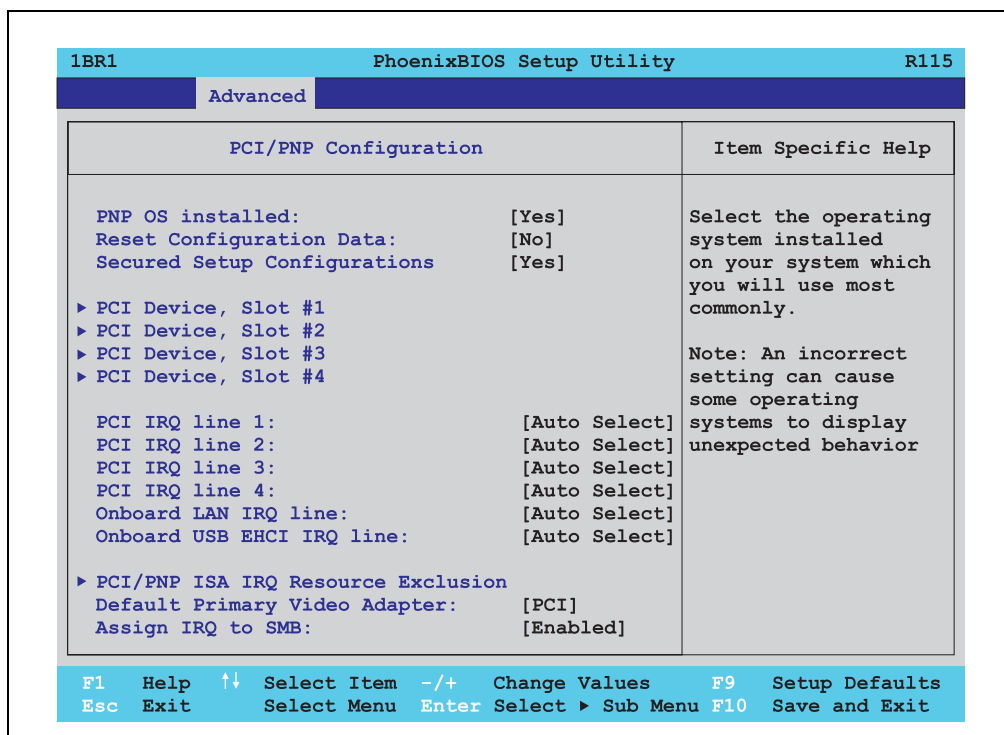 1BR1 PhoenixBIOS Setup Utility R115
Advanced
PCI/PNP Configuration
PNP OS installed: [Yes]
Reset Configuration Data: [No]
Secured Setup Configurations [Yes]
▶ PCI Device, Slot #1
▶ PCI Device, Slot #2
▶ PCI Device, Slot #3
▶ PCI Device, Slot #4
PCI IRQ line 1: [Auto Select]
PCI IRQ line 2: [Auto Select]
PCI IRQ line 3: [Auto Select]
PCI IRQ line 4: [Auto Select]
Onboard LAN IRQ line: [Auto Select]
Onboard USB EHCI IRQ line: [Auto Select]
▶ PCI/PNP ISA IRQ Resource Exclusion
Default Primary Video Adapter: [PCI]
Assign IRQ to SMB: [Enabled]
Item Specific Help
Select the operating
system installed
on your system which
you will use most
commonly.
Note: An incorrect
setting can cause
some operating
systems to display
unexpected behavior
F1 Help ↑↓ Select Item -/+ Change Values F9 Setup Defaults
Esc Exit Select Menu Enter Select ▶ Sub Menu F10 Save and Exit